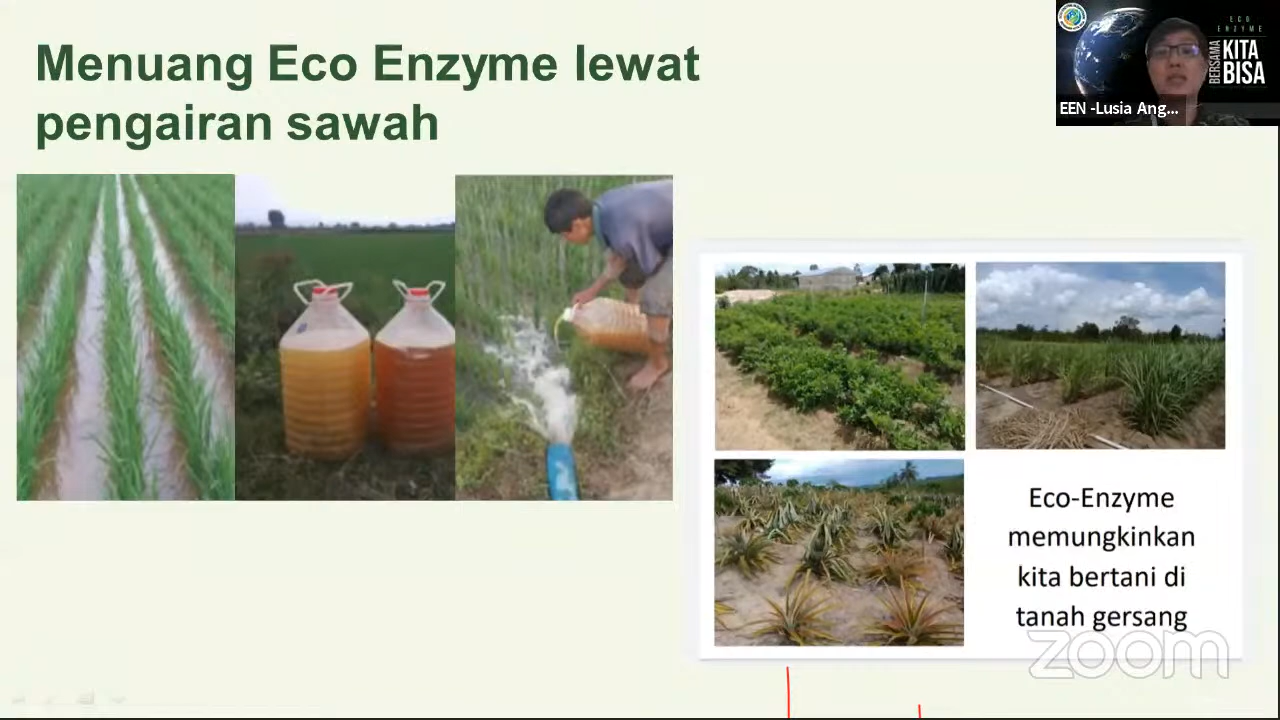 Menuang Eco Enzyme lewat
pengairan sawah
ECO
ENZYME
BERSAMA
KITA
BISA
EEN -Lusia Ang...
Eco-Enzyme
memungkinkan
kita bertani di
tanah gersang
zoom